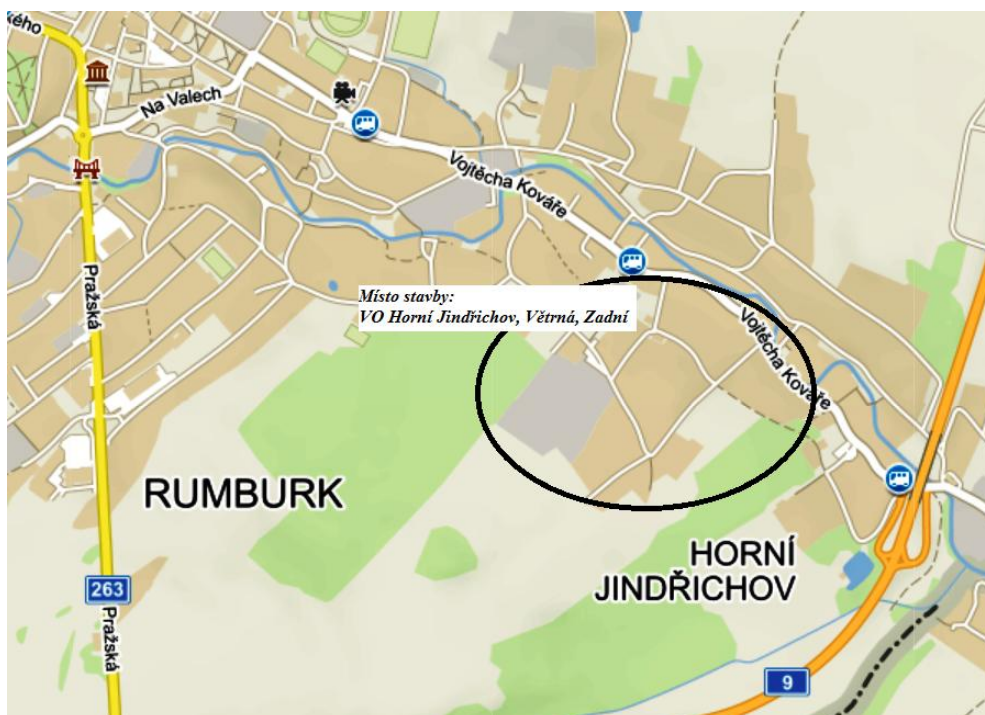 ského
Na Valech
Vojtěcha Kováře
Pražská
Místo stavby:
VO Horní Jindřichov, Větrná, Zadní
Vojtěcha Kováře
RUMBURK
HORNÍ
JINDŘICHOV
263
Pražská
9